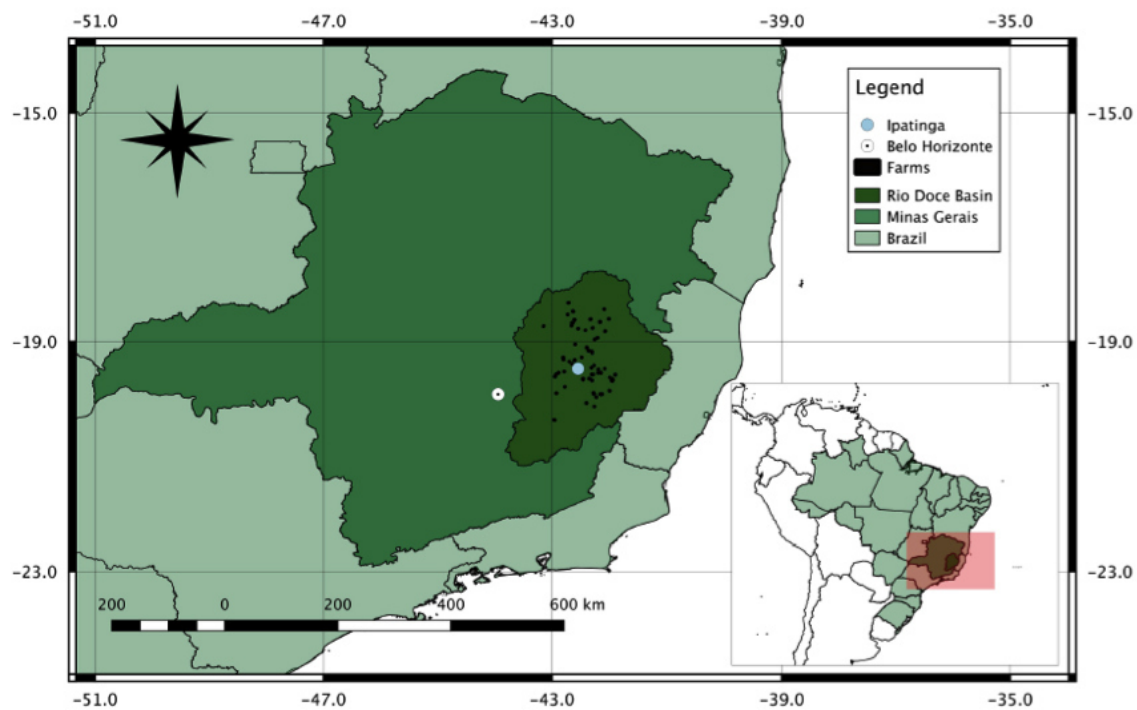 −51.0 −47.0 −43.0 −39.0 −35.0
Legend
−15.0 −15.0
Ipatinga
Belo Horizonte
Farms
Rio Doce Basin
Minas Gerais
Brazil
−19.0 −19.0
−23.0 −23.0
200 0 200 400 600 km
−51.0 −47.0 −43.0 −39.0 −35.0